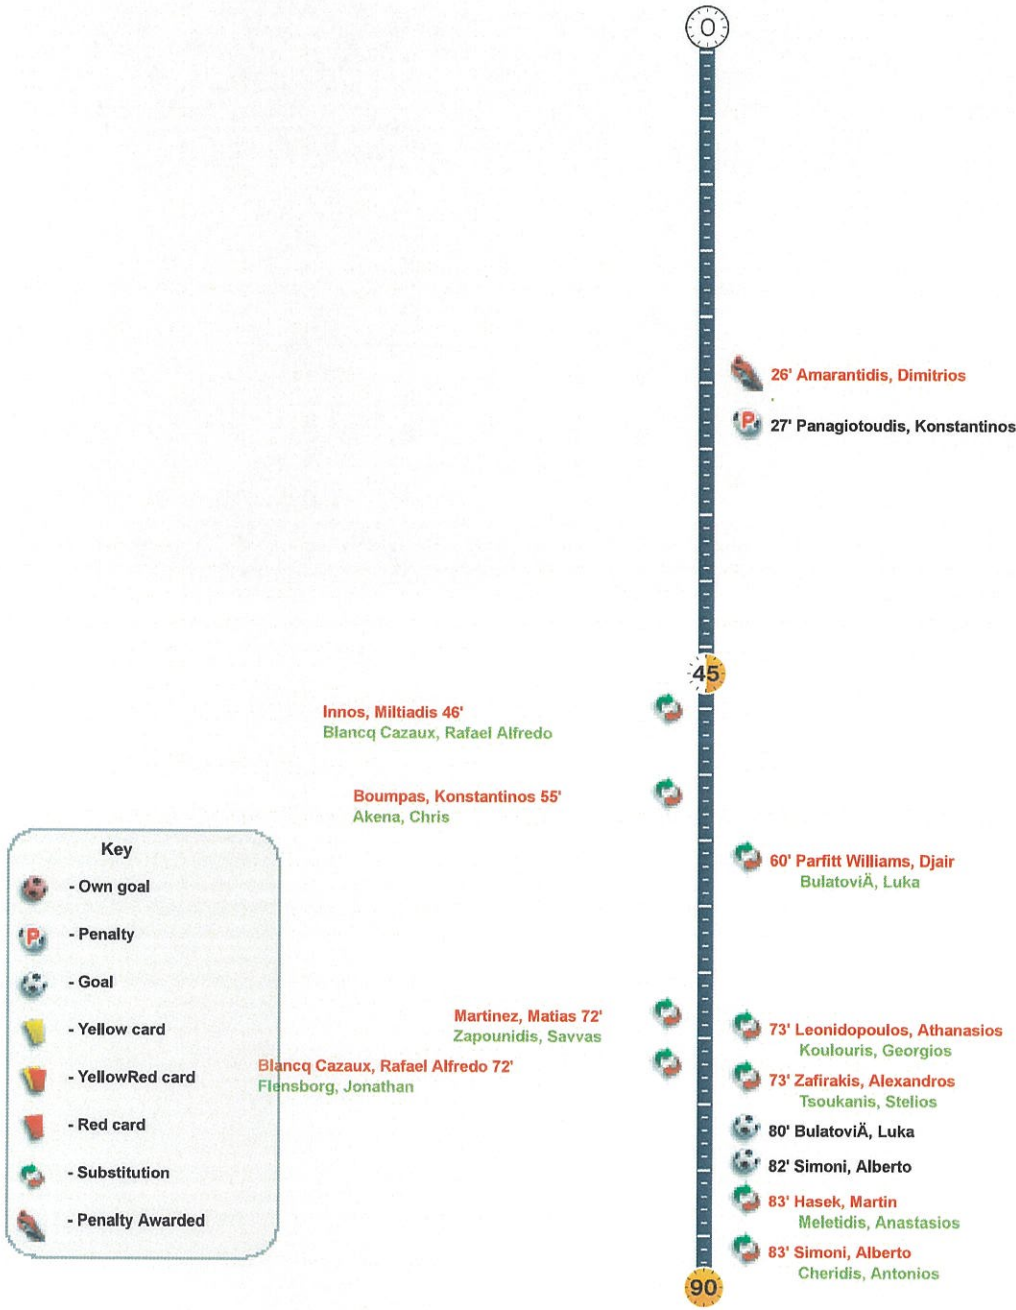 0
26' Amarantidis, Dimitrios
P 27' Panagiotoudis, Konstantinos
45
Innos, Miltiadis 46'
Blancq Cazaux, Rafael Alfredo
Boumpas, Konstantinos 55'
Akena, Chris
60' Parfitt Williams, Djair
BulatoviÄ, Luka
Martinez, Matias 72'
Zapounidis, Savvas
73' Leonidopoulos, Athanasios
Koulouris, Georgios
Blancq Cazaux, Rafael Alfredo 72'
Flensborg, Jonathan
73' Zafirakis, Alexandros
Tsoukanis, Stelios
80' BulatoviÄ, Luka
82' Simoni, Alberto
83' Hasek, Martin
Meletidis, Anastasios
83' Simoni, Alberto
Cheridis, Antonios
90
Key
- Own goal
P - Penalty
- Goal
- Yellow card
- YellowRed card
- Red card
- Substitution
- Penalty Awarded